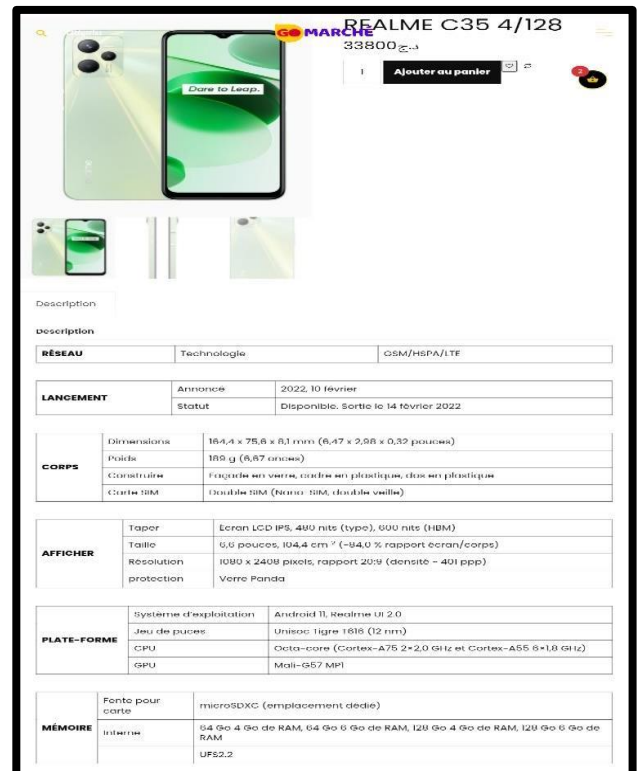 REALME C35 4/128
GO MARCHÉ
33800 د.ج
1 Ajouter au panier
2
Dare to Leap.
Description
Description
RÉSEAU Technologie GSM/HSPA/LTE
LANCEMENT
Annoncé 2022, 10 février
Statut Disponible. Sortie le 14 février 2022
CORPS
Dimensions 164,4 x 75,6 x 8,1 mm (6,47 x 2,98 x 0,32 pouces)
Poids 189 g (6,67 onces)
Construire Façade en verre, cadre en plastique, dos en plastique
Carte SIM Double SIM (Nano-SIM, double veille)
AFFICHER
Taper Écran LCD IPS, 480 nits (type), 600 nits (HBM)
Taille 6,6 pouces, 104,4 cm ² (~84,0 % rapport écran/corps)
Résolution 1080 x 2408 pixels, rapport 20:9 (densité ~ 401 ppp)
protection Verre Panda
PLATE-FORME
Système d'exploitation Android 11, Realme UI 2.0
Jeu de puces Unisoc Tigre T616 (12 nm)
CPU Octa-core (Cortex-A75 2×2,0 GHz et Cortex-A55 6×1,8 GHz)
GPU Mali-G57 MP1
MÉMOIRE
Fente pour
carte microSDXC (emplacement dédié)
Interne 64 Go 4 Go de RAM, 64 Go 6 Go de RAM, 128 Go 4 Go de RAM, 128 Go 6 Go de
RAM
UFS2.2